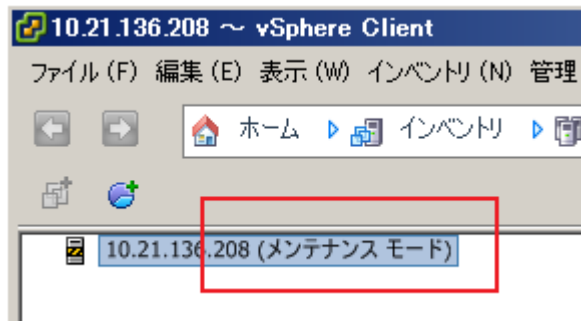 10.21.136.208 ～ vSphere Client
ファイル(F) 編集(E) 表示(W) インベントリ(N) 管理
ホーム インベントリ
10.21.136.208 (メンテナンス モード)